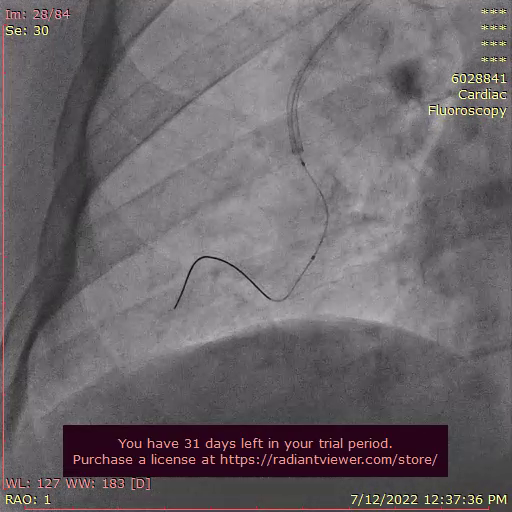 Im: 28/84
Se: 30
***
***
***
***
6028841
Cardiac
Fluoroscopy
You have 31 days left in your trial period.
Purchase a license at https://radiantviewer.com/store/
WL: 127 WW: 183 [D]
RAO: 1
7/12/2022 12:37:36 PM